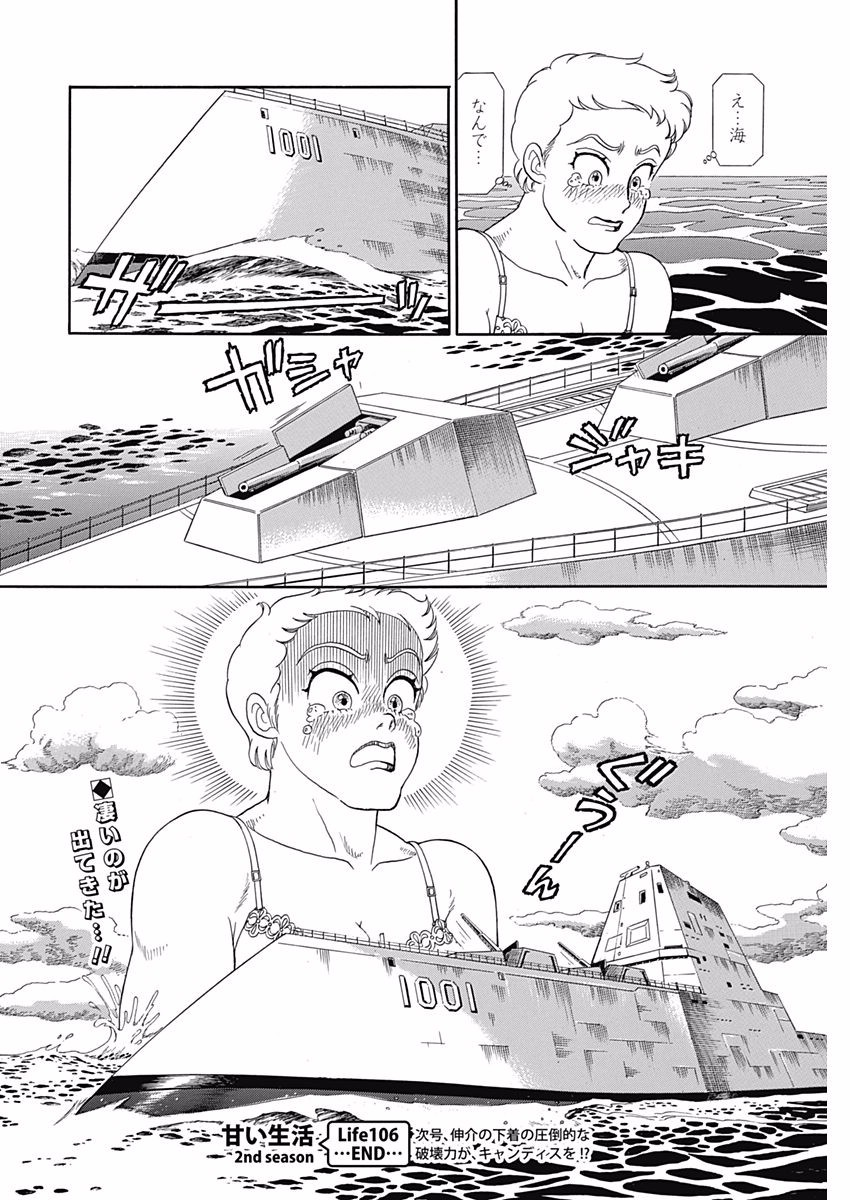 え…海
なんで…
1001
ザ
ガシャ
ジャキ
ぐぅーん
◆凄いのが
出てきた…!!
1001
甘い生活
2nd season
Life106
…END…
次号、伸介の下着の圧倒的な
破壊力が、キャンディスを!?